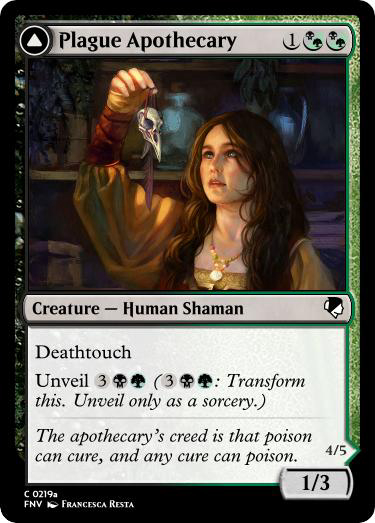 Plague Apothecary 1
Creature — Human Shaman
Deathtouch
Unveil 3 (3: Transform
this. Unveil only as a sorcery.)
The apothecary's creed is that poison
can cure, and any cure can poison.
4/5
1/3
C 0219a
FNV Francesca Resta